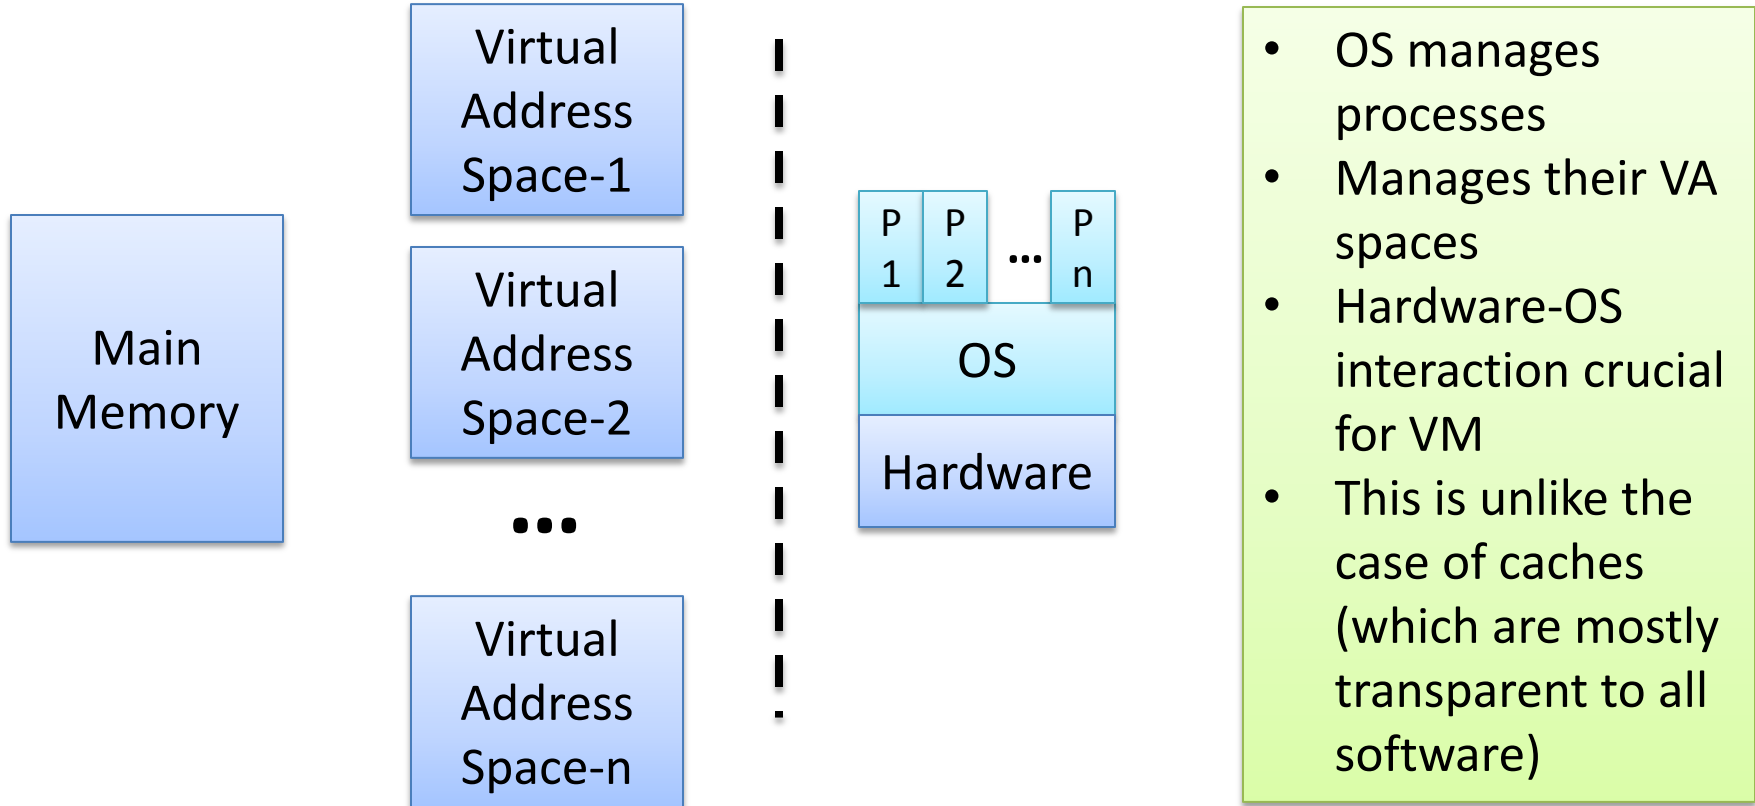 Main
Memory
Virtual
Address
Space-1
Virtual
Address
Space-2
...
Virtual
Address
Space-n
P
1
P
2
...
P
n
OS
Hardware
• OS manages
processes
• Manages their VA
spaces
• Hardware-OS
interaction crucial
for VM
• This is unlike the
case of caches
(which are mostly
transparent to all
software)